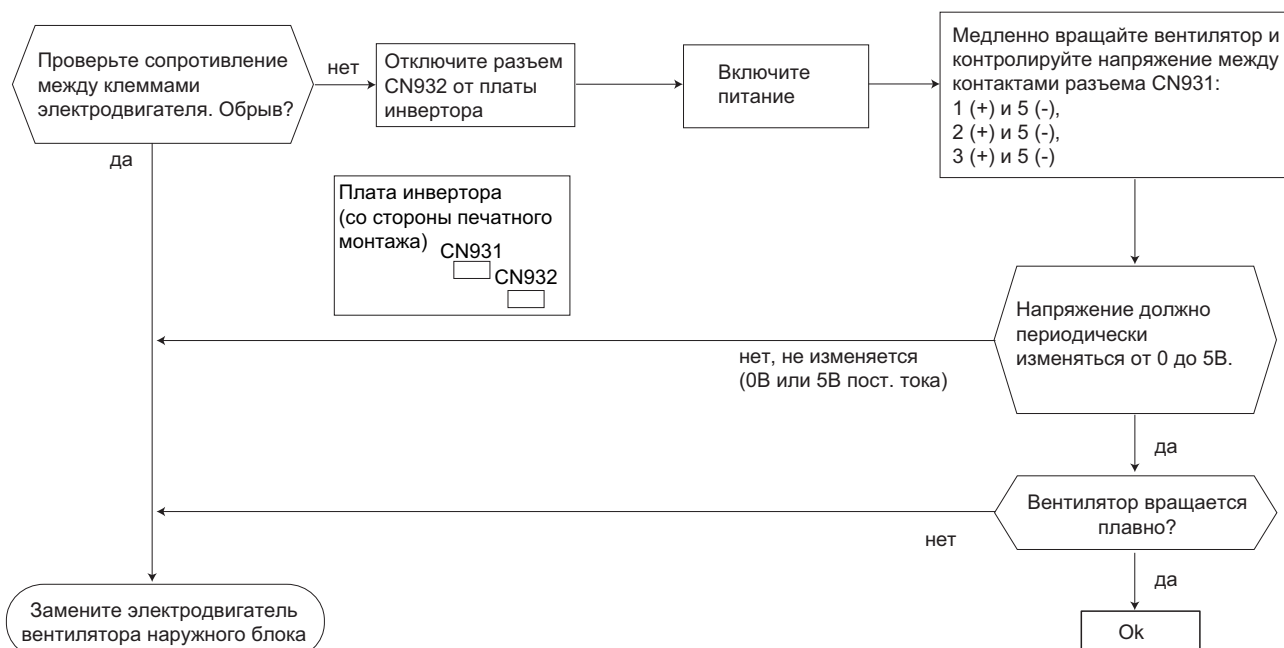 Проверьте сопротивление
между клеммами
электродвигателя. Обрыв?
нет
Отключите разъем
CN932 от платы
инвертора
Включите
питание
Медленно вращайте вентилятор и
контролируйте напряжение между
контактами разъема CN931:
1 (+) и 5 (-),
2 (+) и 5 (-),
3 (+) и 5 (-)
да
Плата инвертора
(со стороны печатного
монтажа)
CN931
CN932
Напряжение должно
периодически
изменяться от 0 до 5В.
нет, не изменяется
(0В или 5В пост. тока)
да
Вентилятор вращается
плавно?
нет
да
Замените электродвигатель
вентилятора наружного блока
Ok